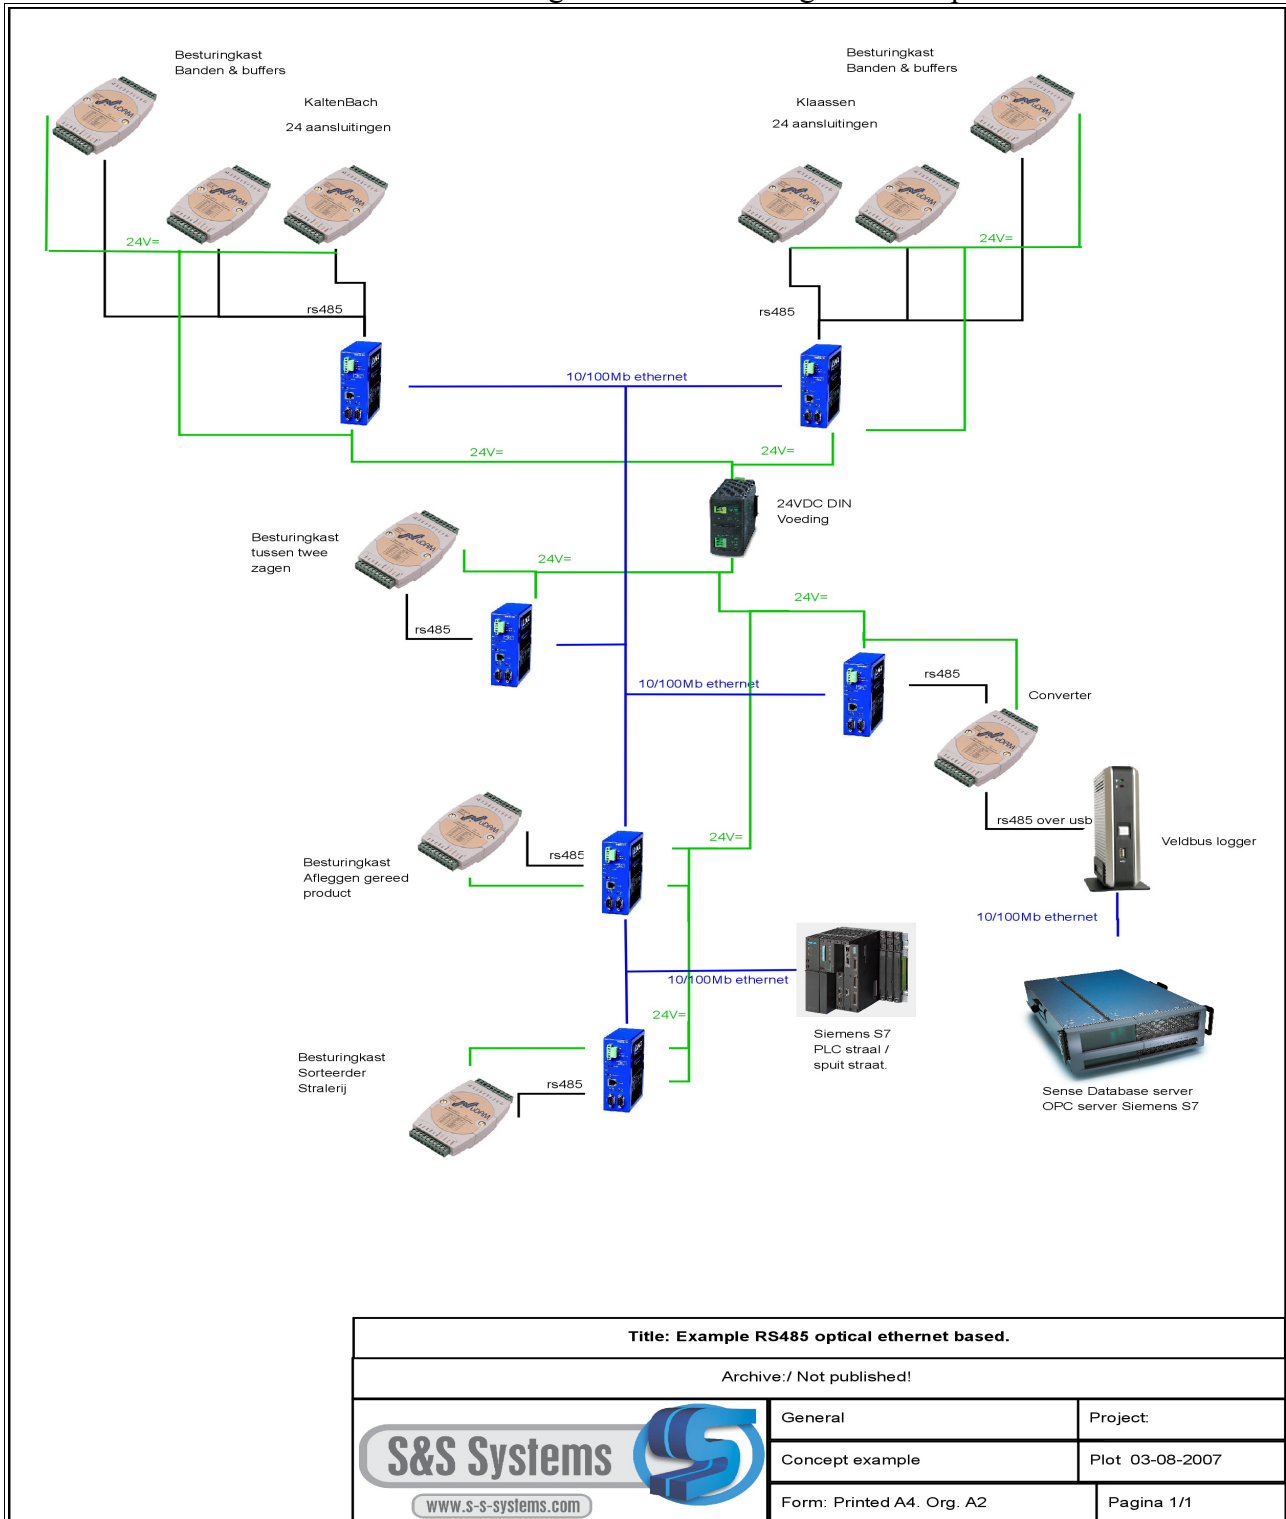 Besturingkast
Banden & buffers
KaltenBach
24 aansluitingen
Besturingkast
Banden & buffers
Klaassen
24 aansluitingen
24V=
24V=
rs485
rs485
10/100Mb ethernet
24V=
24V=
24VDC DIN
Voeding
Besturingkast
tussen twee
zagen
24V=
24V=
rs485
10/100Mb ethernet
rs485
Converter
rs485 over usb
Veldbus logger
24V=
rs485
Besturingkast
Afleggen gereed
product
10/100Mb ethernet
10/100Mb ethernet
24V=
Siemens S7
PLC straal /
spuit straat.
Besturingkast
Sorteerder
Stralerij
rs485
Sense Database server
OPC server Siemens S7
Title: Example RS485 optical ethernet based.
Archive:/ Not published!
S&S Systems
www.s-s-systems.com
General
Project:
Concept example
Plot 03-08-2007
Form: Printed A4. Org. A2
Pagina 1/1